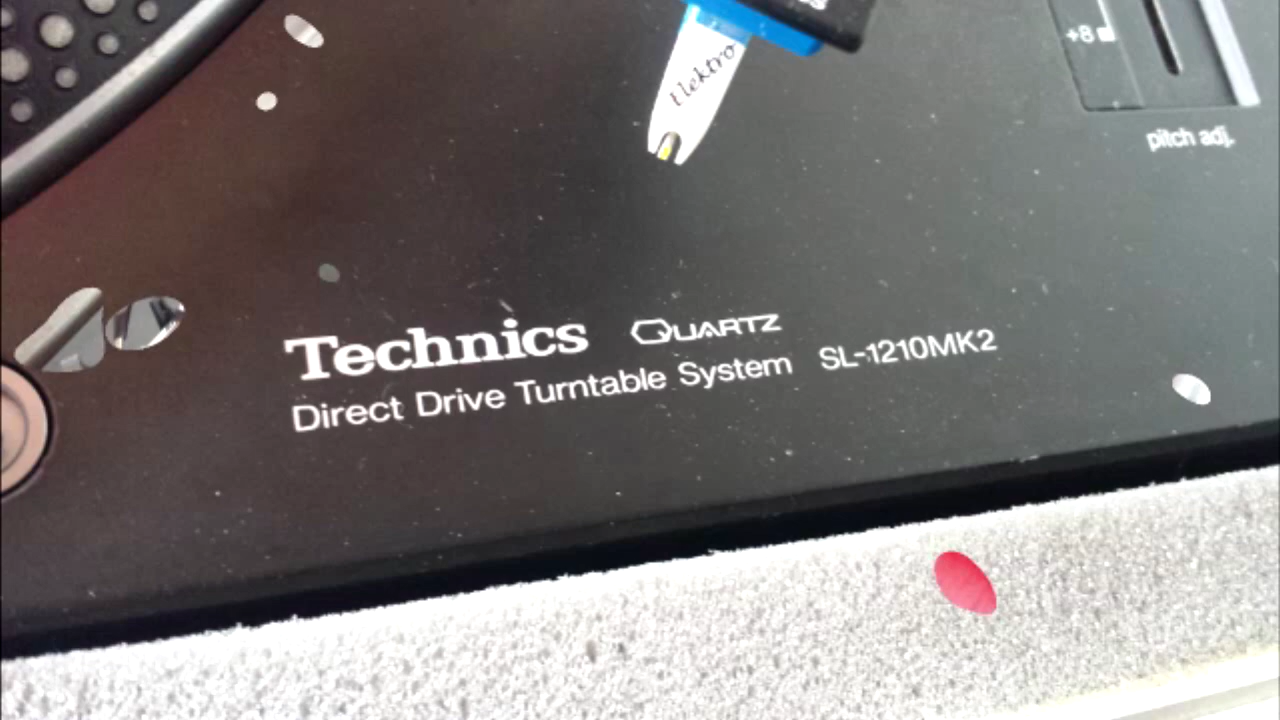 Elektro
+8
pitch adj.
Technics QUARTZ
Direct Drive Turntable System SL-1210MK2